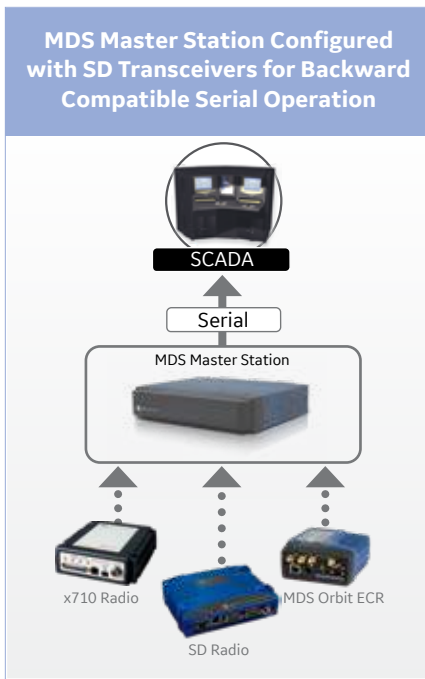 MDS Master Station Configured
with SD Transceivers for Backward
Compatible Serial Operation
SCADA
Serial
MDS Master Station
x710 Radio
MDS Orbit ECR
SD Radio